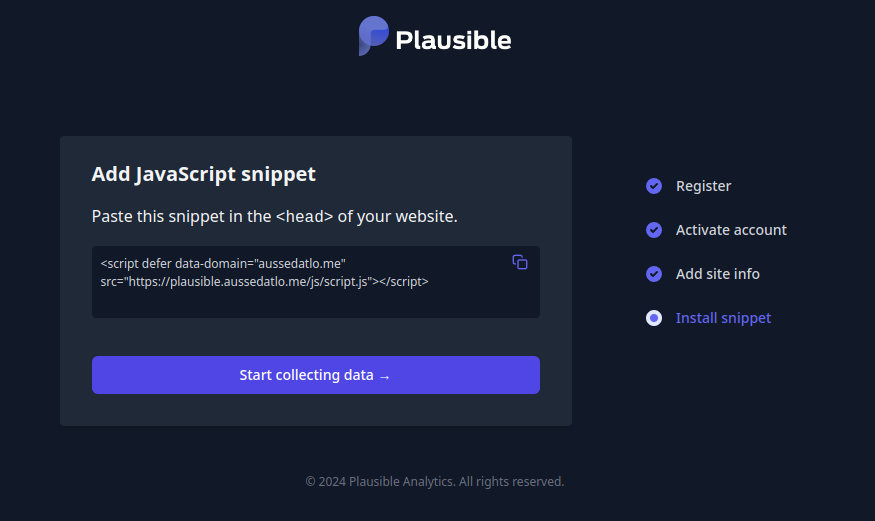 Plausible
Add JavaScript snippet
Paste this snippet in the <head> of your website.
<script defer data-domain="aussedatlo.me"
src="https://plausible.aussedatlo.me/js/script.js"></script>
Start collecting data →
Register
Activate account
Add site info
Install snippet
© 2024 Plausible Analytics. All rights reserved.